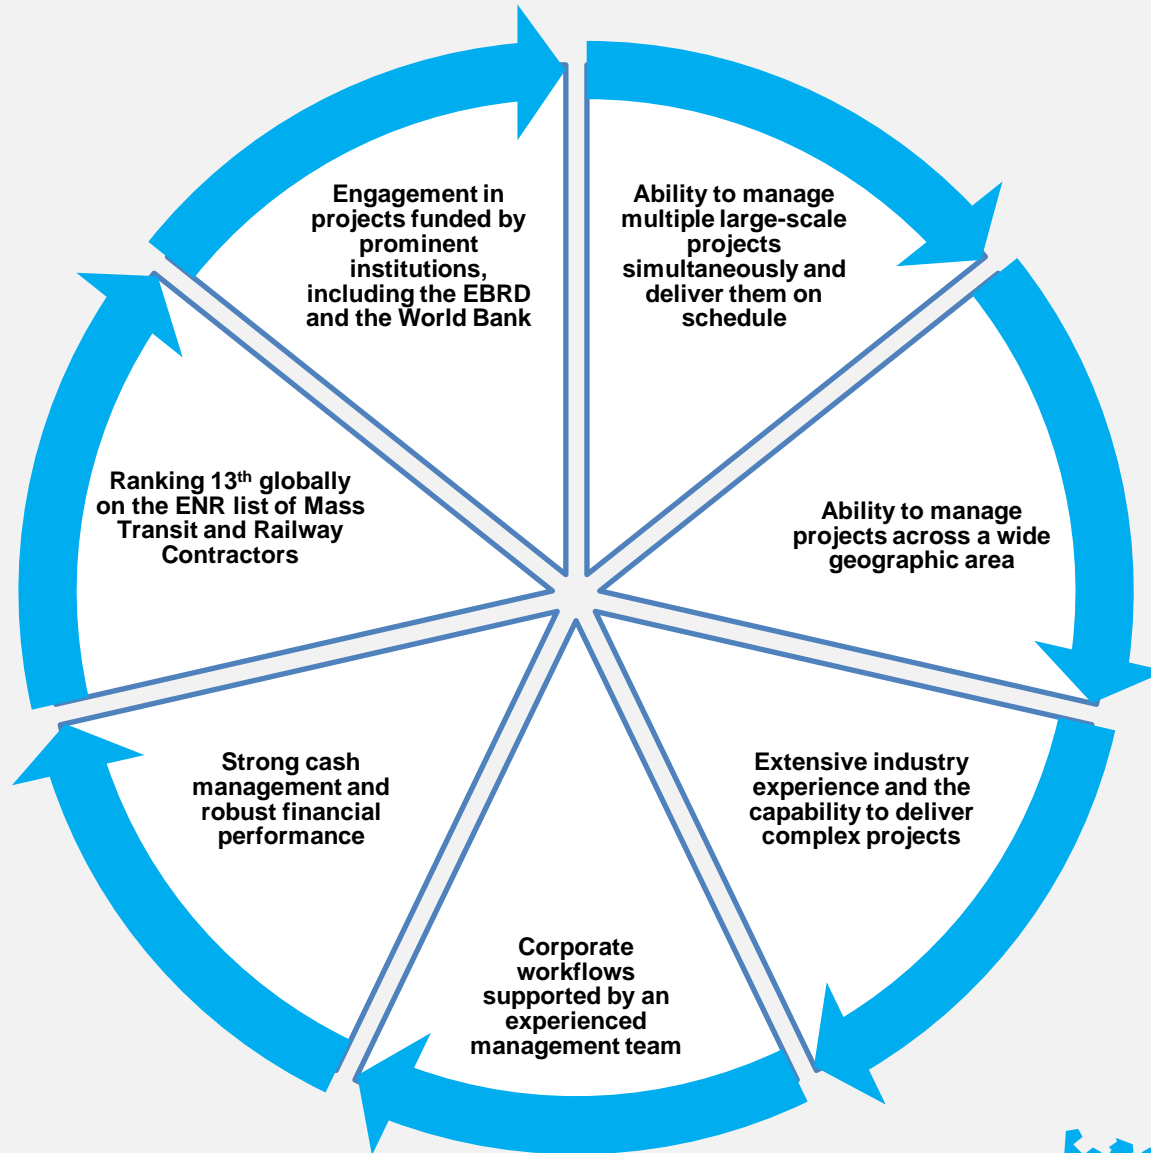 Engagement in
projects funded by
prominent
institutions,
including the EBRD
and the World Bank
Ability to manage
multiple large-scale
projects
simultaneously and
deliver them on
schedule
Ability to manage
projects across a wide
geographic area
Extensive industry
experience and the
capability to deliver
complex projects
Corporate
workflows
supported by an
experienced
management team
Strong cash
management and
robust financial
performance
Ranking 13th globally
on the ENR list of Mass
Transit and Railway
Contractors